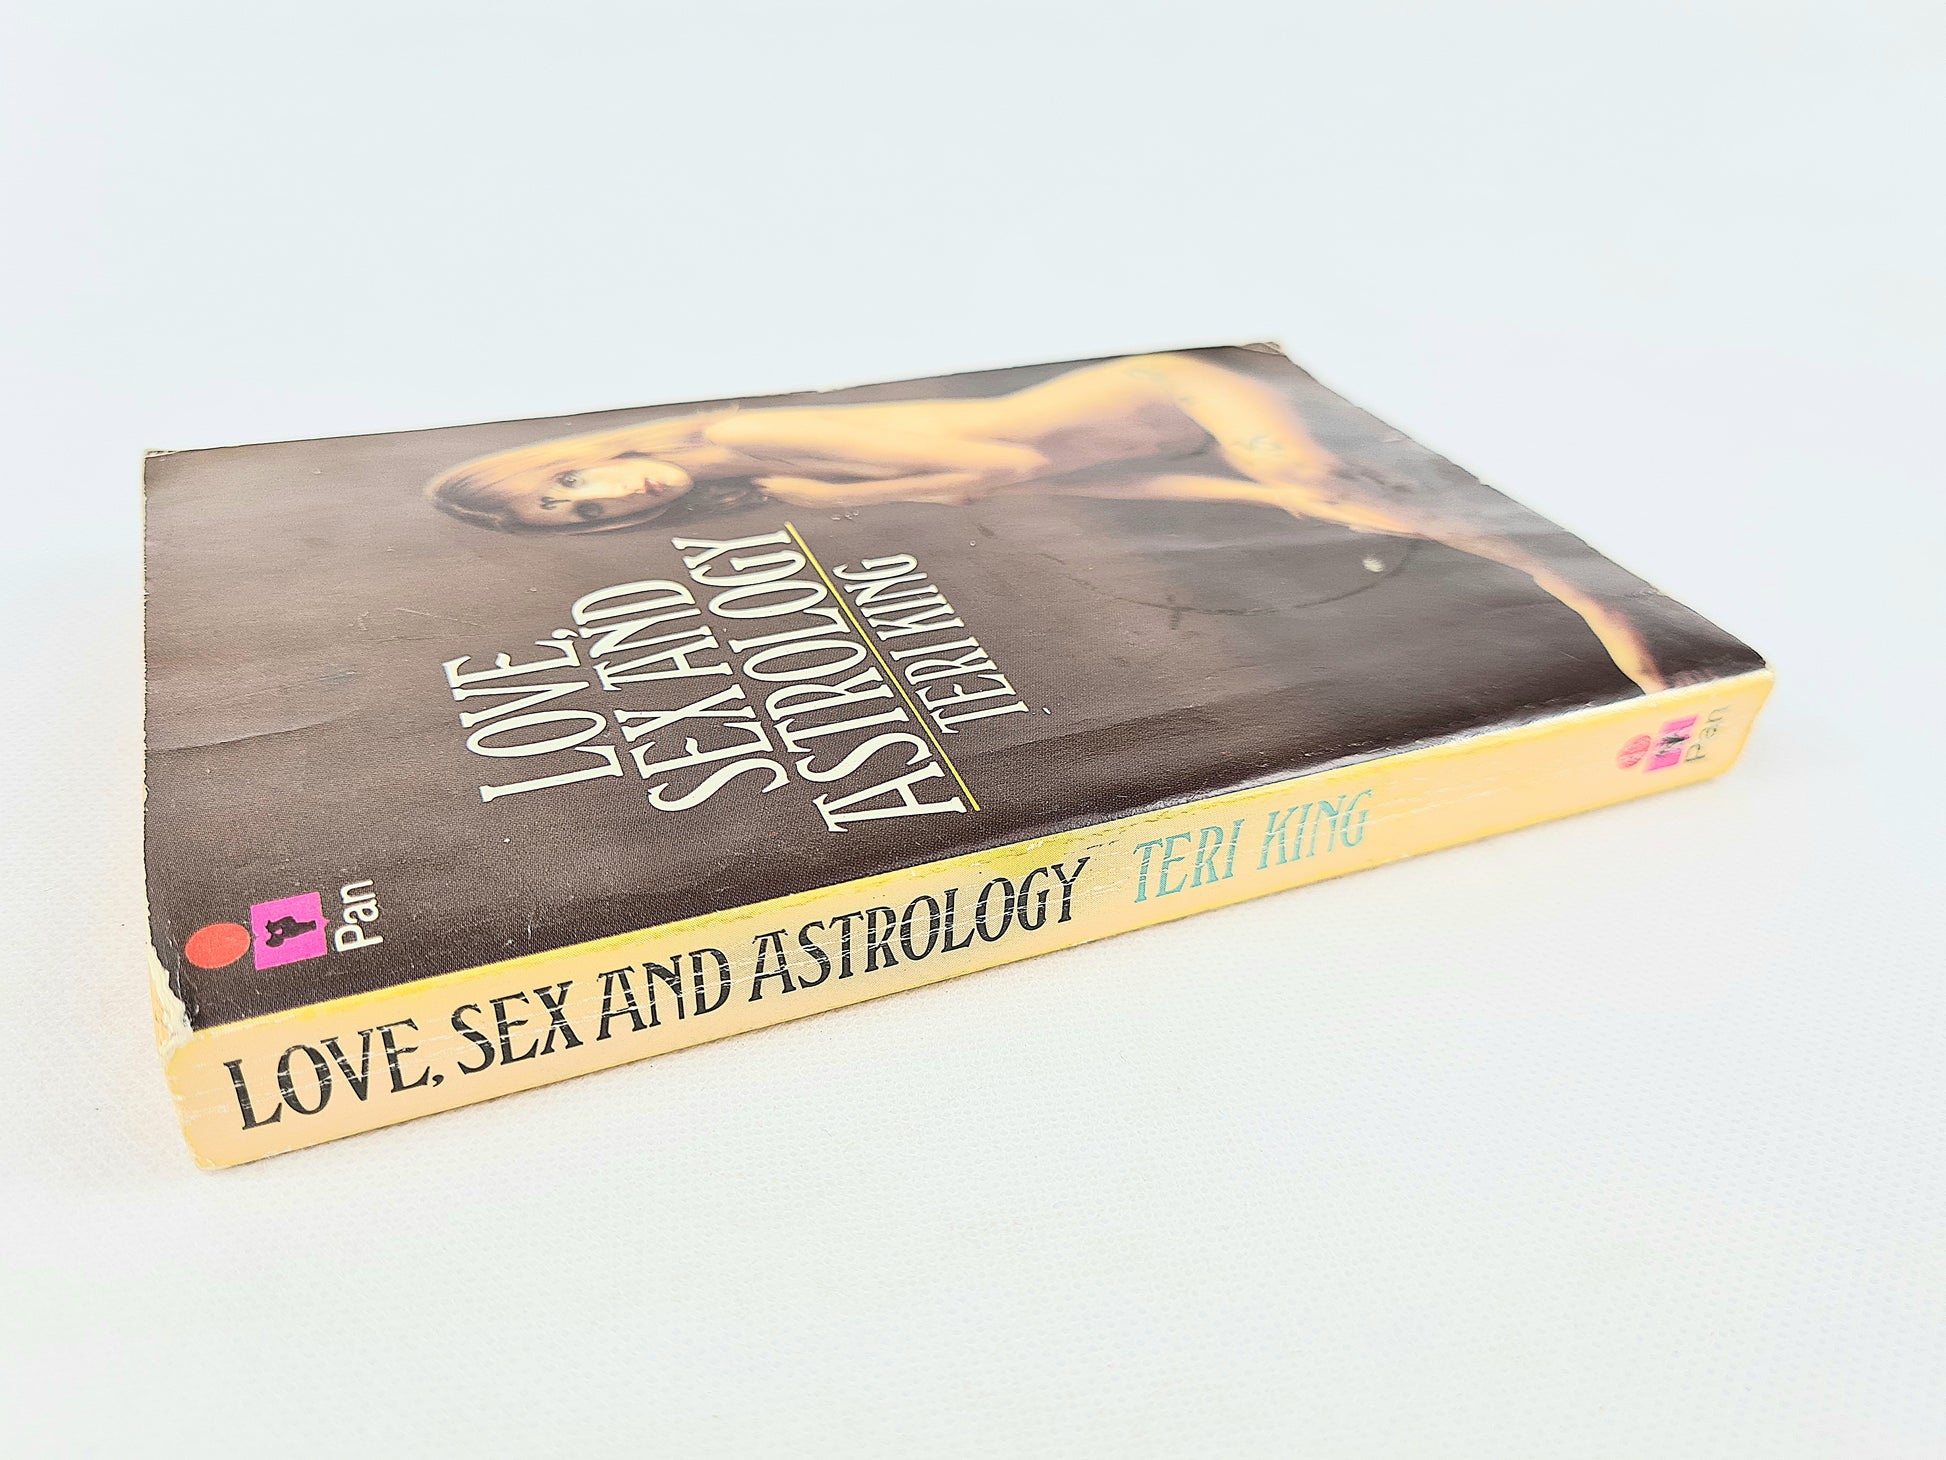 LOVE,
SEX AND
ASTROLOGY
TERI KING
Pan
LOVE, SEX AND ASTROLOGY TERI KING
Pan